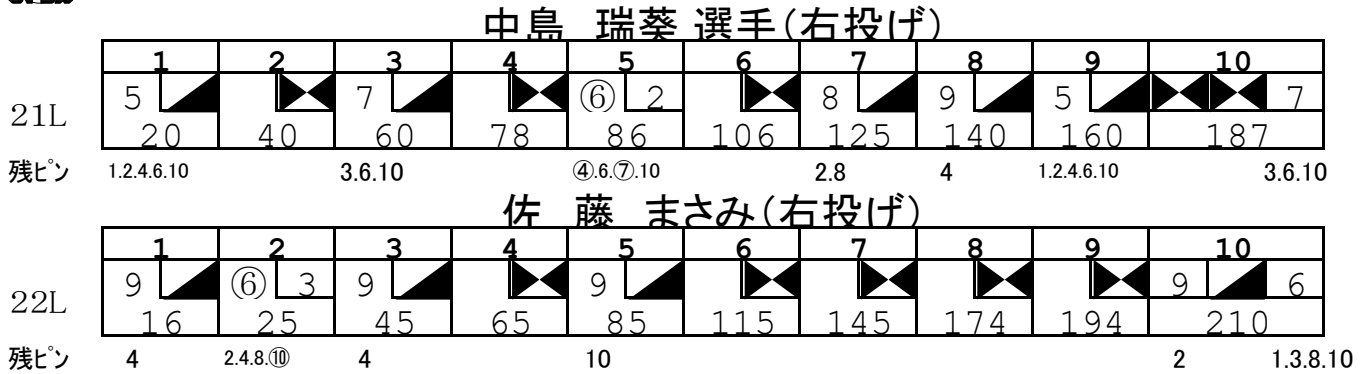 中島 瑞葵 選手(右投げ)
1 2 3 4 5 6 7 8 9 10
21L 5 7 ⑥ 2 8 9 5 7
20 40 60 78 86 106 125 140 160 187
残ピン 1.2.4.6.10 3.6.10 ④.6.⑦.10 2.8 4 1.2.4.6.10 3.6.10
佐 藤 まさみ(右投げ)
1 2 3 4 5 6 7 8 9 10
22L 9 ⑥ 3 9 9 9 6
16 25 45 65 85 115 145 174 194 210
残ピン 4 2.4.8.⑩ 4 10 2 1.3.8.10